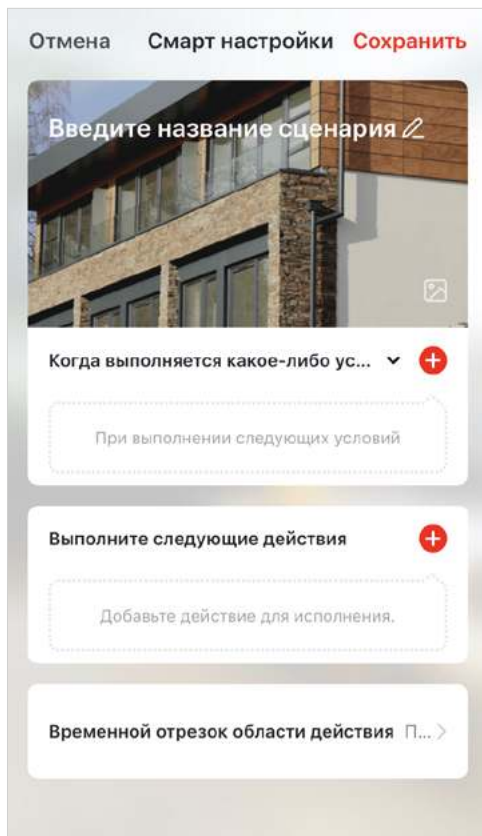 Отмена Смарт настройки Сохранить
Введите название сценария
Когда выполняется какое-либо ус...
При выполнении следующих условий
Выполните следующие действия
Добавьте действие для исполнения.
Временной отрезок области действия П...